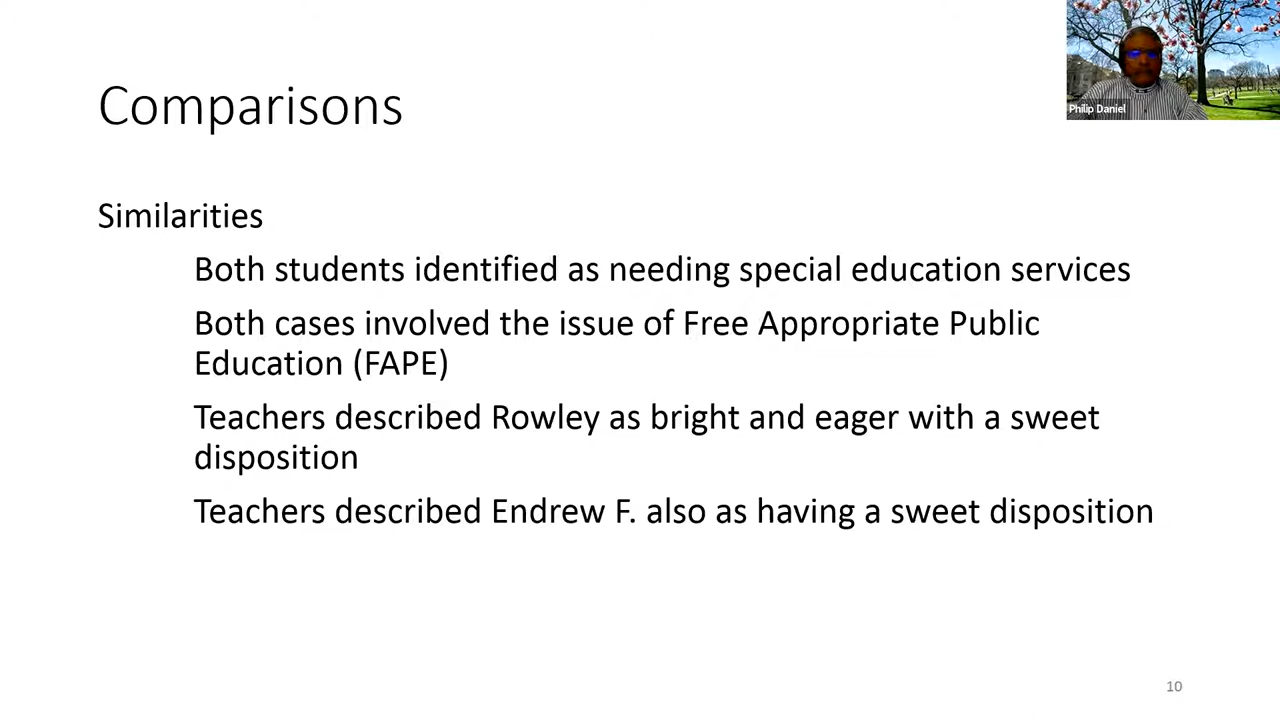 Philip Daniel
Comparisons
Similarities
Both students identified as needing special education services
Both cases involved the issue of Free Appropriate Public
Education (FAPE)
Teachers described Rowley as bright and eager with a sweet
disposition
Teachers described Endrew F. also as having a sweet disposition
10